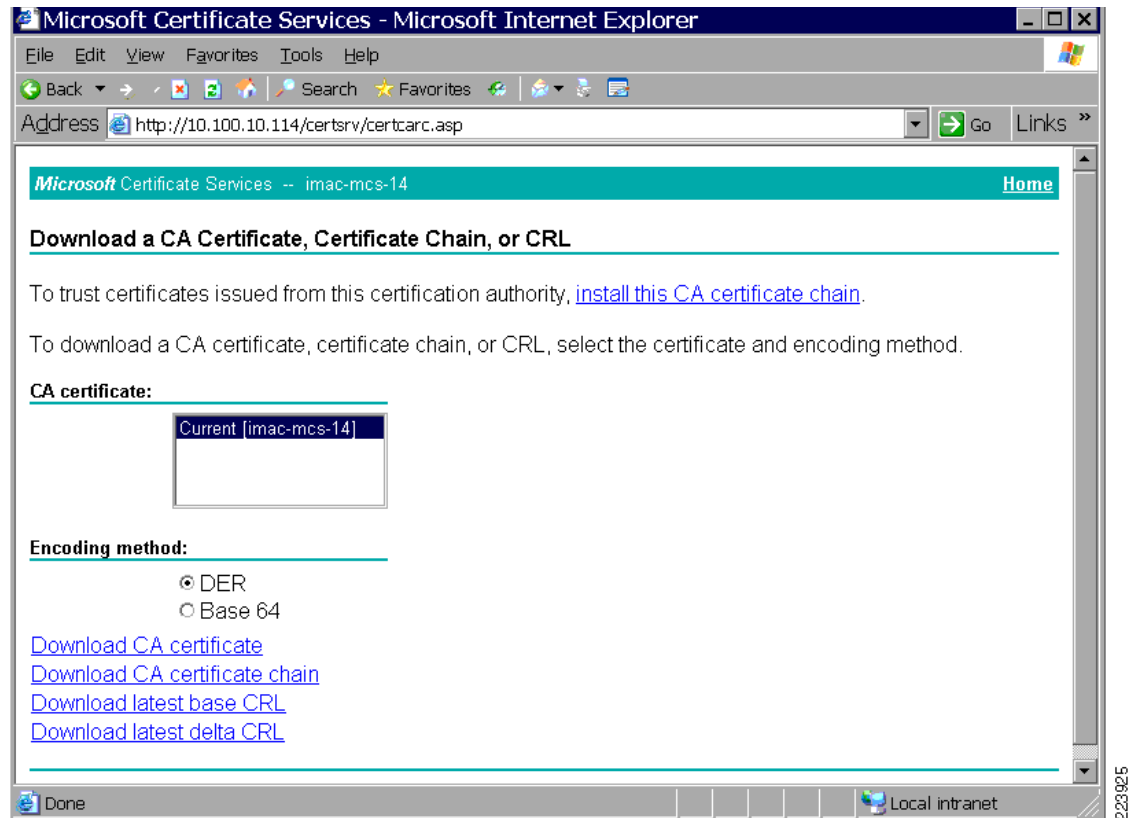 Microsoft Certificate Services - Microsoft Internet Explorer
File Edit View Favorites Tools Help
Back Search Favorites
Address http://10.100.10.114/certsrv/certcarc.asp Go Links »
Microsoft Certificate Services -- imac-mcs-14 Home
Download a CA Certificate, Certificate Chain, or CRL
To trust certificates issued from this certification authority, install this CA certificate chain.
To download a CA certificate, certificate chain, or CRL, select the certificate and encoding method.
CA certificate:
Current [imac-mcs-14]
Encoding method:
DER
Base 64
Download CA certificate
Download CA certificate chain
Download latest base CRL
Download latest delta CRL
Done Local intranet
223925